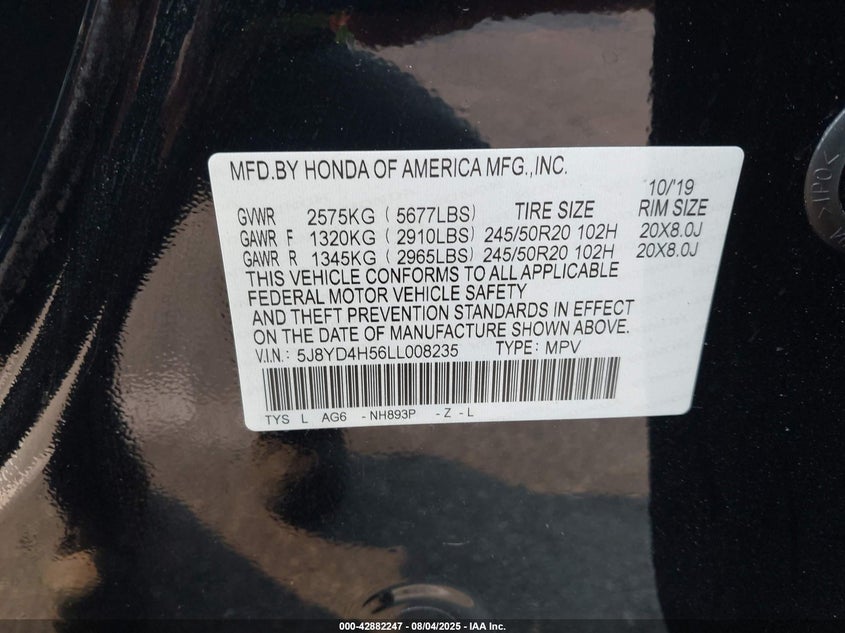 MFD.BY HONDA OF AMERICA MFG.,INC.
10/'19
GVWR 2575KG ( 5677LBS) TIRE SIZE RIM SIZE
GAWR F 1320KG ( 2910LBS) 245/50R20 102H 20X8.0J
GAWR R 1345KG ( 2965LBS) 245/50R20 102H 20X8.0J
THIS VEHICLE CONFORMS TO ALL APPLICABLE
FEDERAL MOTOR VEHICLE SAFETY
AND THEFT PREVENTION STANDARDS IN EFFECT
ON THE DATE OF MANUFACTURE SHOWN ABOVE.
V.I.N.: 5J8YD4H56LL008235 TYPE: MPV
TYS L AG6 - NH893P - Z - L
000-42882247 - 08/04/2025 - IAA Inc.